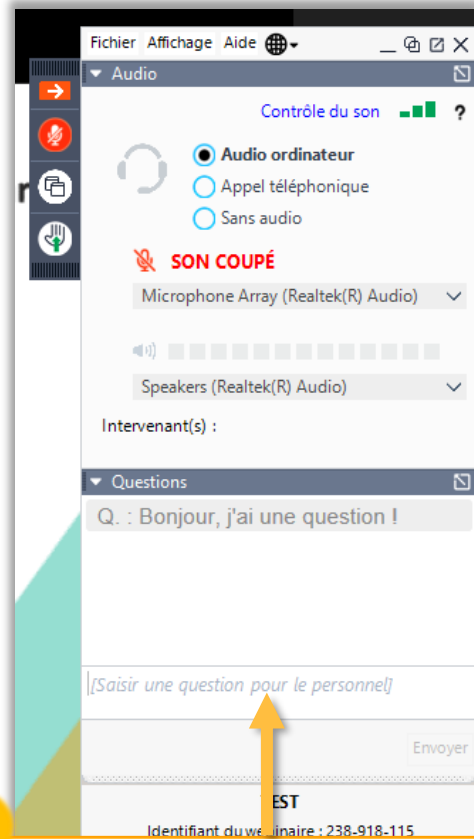 Fichier Affichage Aide
Audio
Contrôle du son ?
Audio ordinateur
Appel téléphonique
Sans audio
SON COUPÉ
Microphone Array (Realtek(R) Audio)
Speakers (Realtek(R) Audio)
Intervenant(s) :
Questions
Q. : Bonjour, j'ai une question !
[Saisir une question pour le personnel]
Envoyer
Identifiant du webinaire : 238-918-115